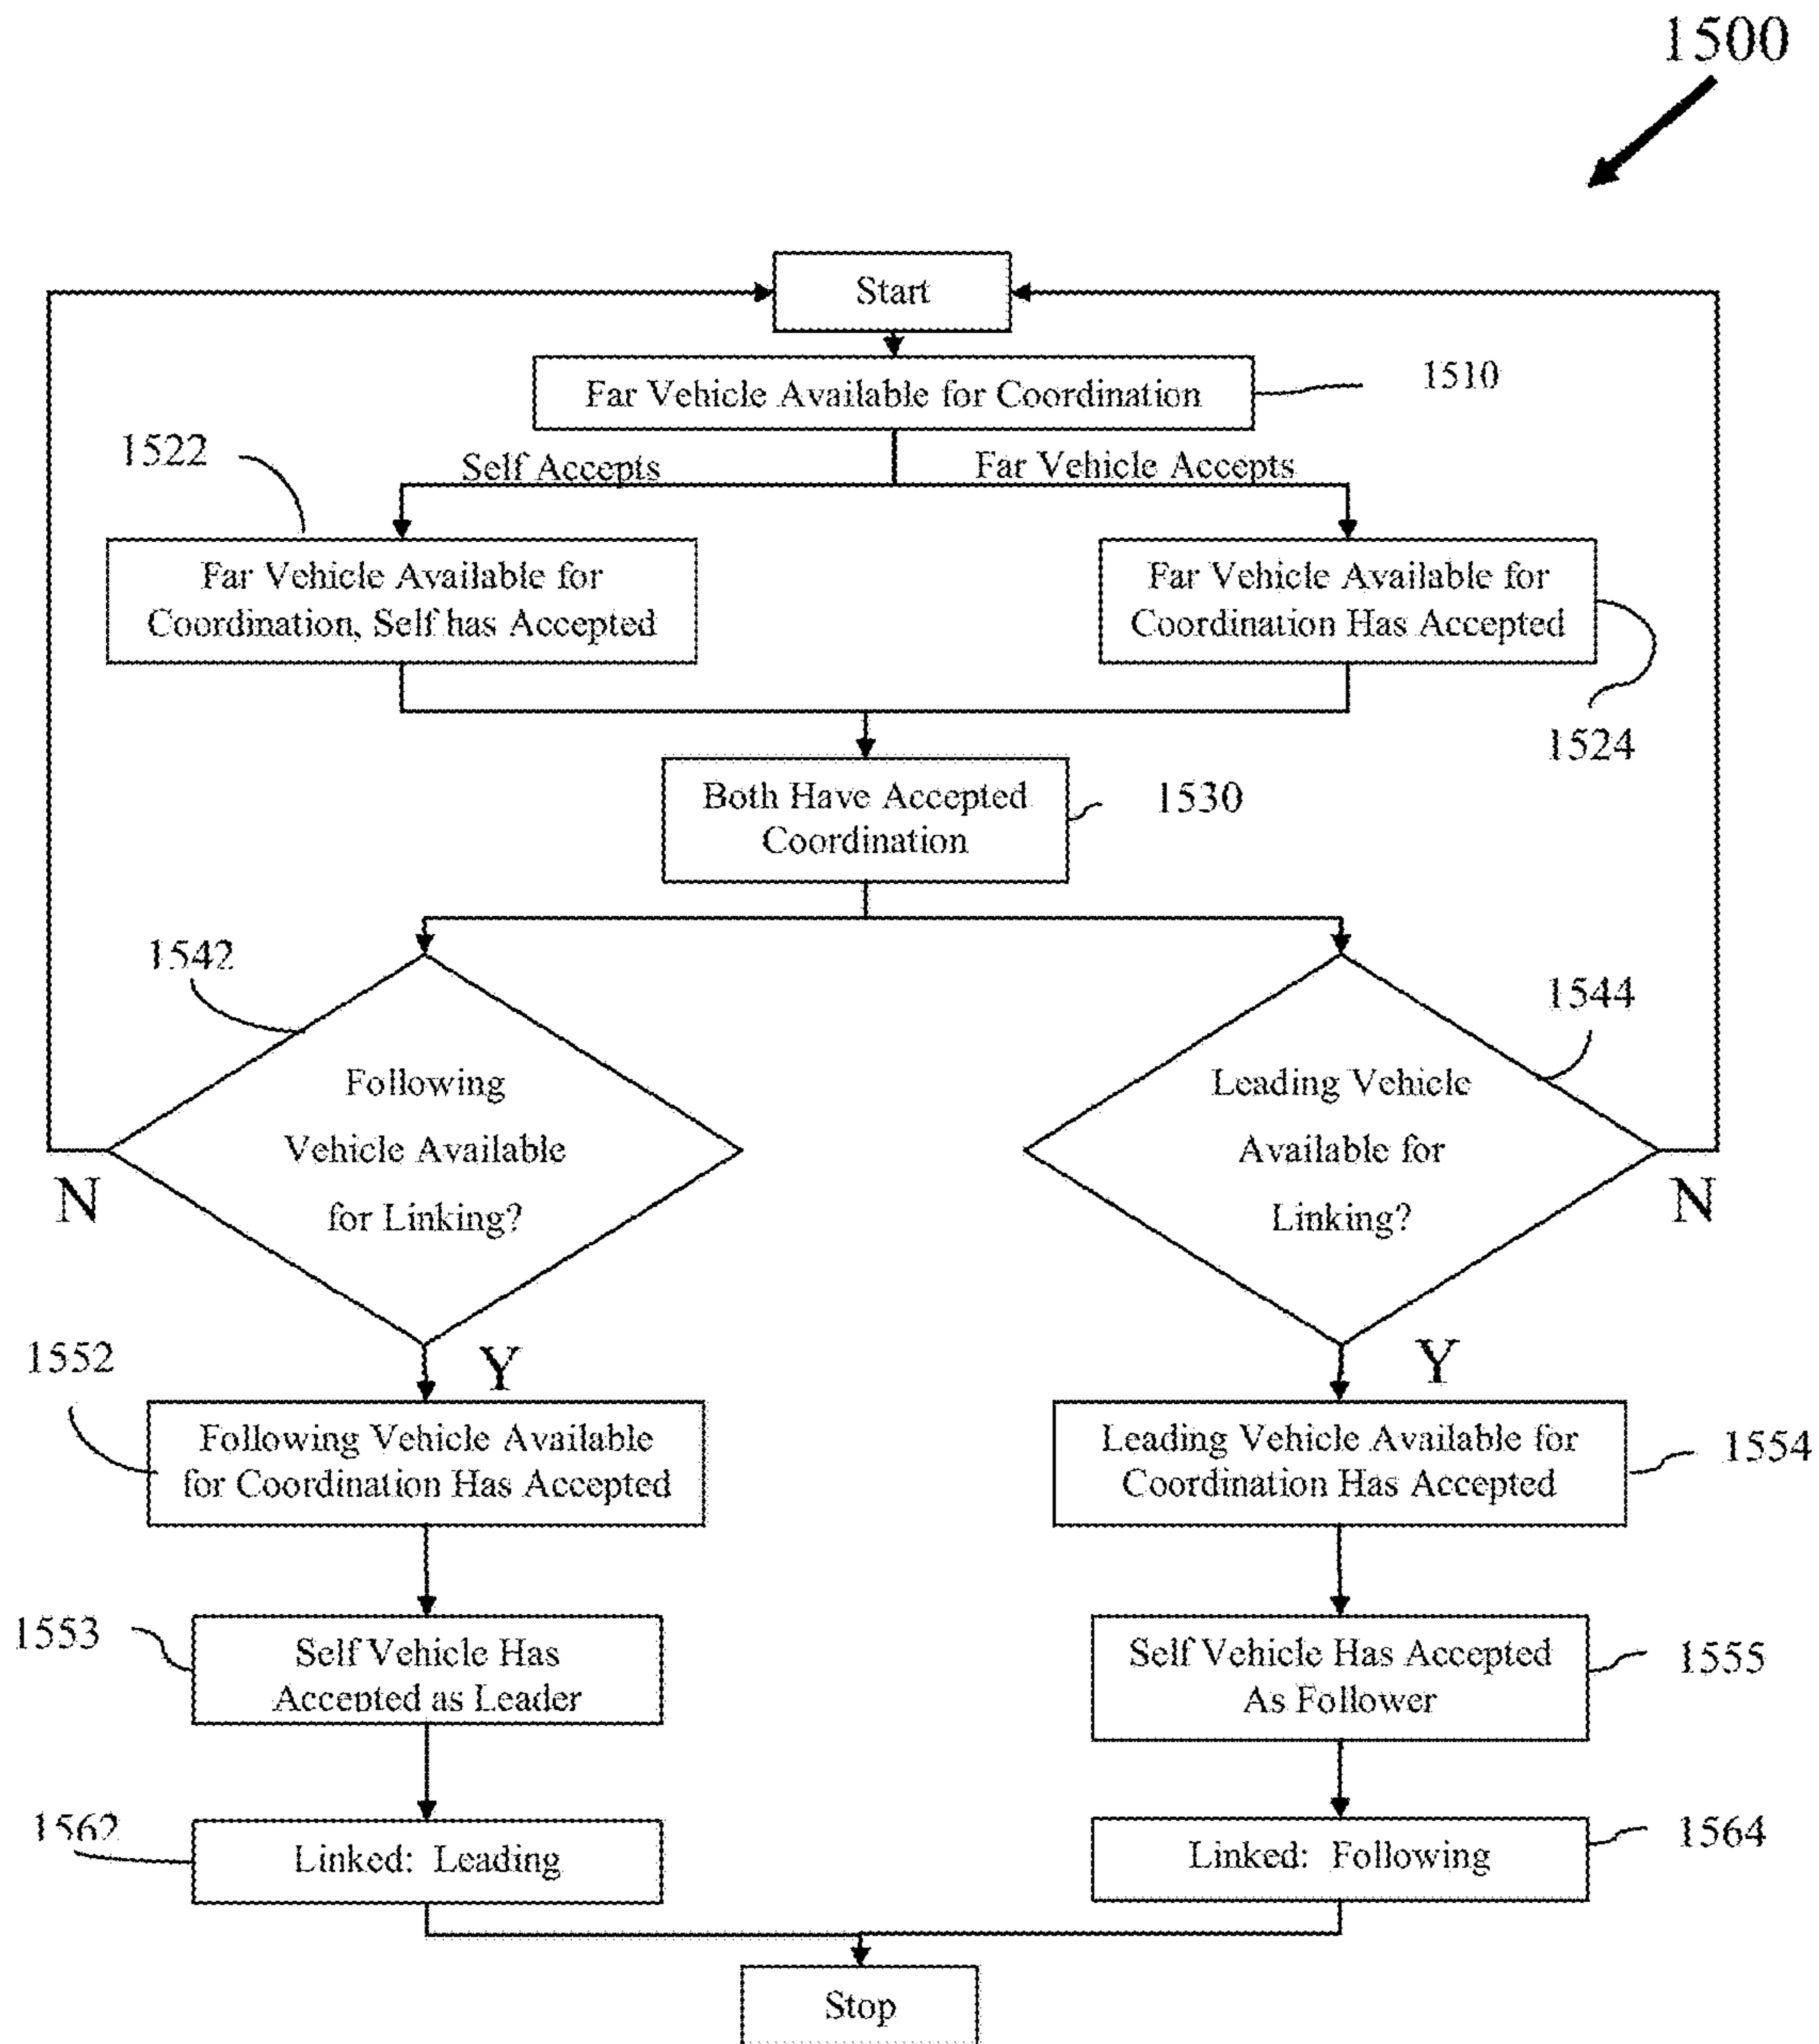 1500
Start
Far Vehicle Available for Coordination
1510
1522
Self Accepts
Far Vehicle Accepts
Far Vehicle Available for
Coordination, Self has Accepted
Far Vehicle Available for
Coordination Has Accepted
1524
Both Have Accepted
Coordination
1530
1542
1544
Following
Vehicle Available
for Linking?
Leading Vehicle
Available for
Linking?
N
N
1552
Y
Y
Following Vehicle Available
for Coordination Has Accepted
Leading Vehicle Available for
Coordination Has Accepted
1554
1553
Self Vehicle Has
Accepted as Leader
Self Vehicle Has Accepted
As Follower
1555
1562
Linked: Leading
Linked: Following
1564
Stop